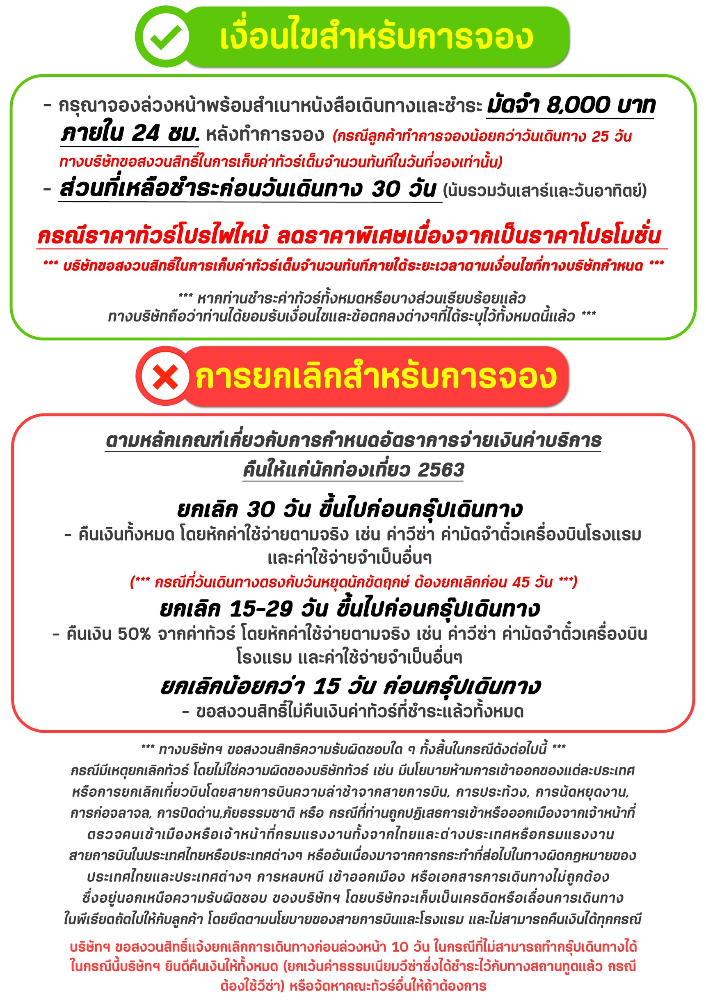 เงื่อนไขสำหรับการจอง
- กรุณาจองล่วงหน้าพร้อมสำเนาหนังสือเดินทางและชำระ มัดจำ 8,000 บาท
ภายใน 24 ชม. หลังทำการจอง (กรณีลูกค้าทำการจองน้อยกว่าวันเดินทาง 25 วัน
ทางบริษัทขอสงวนสิทธิ์ในการเก็บค่าทัวร์เต็มจำนวนทันทีในวันที่จองเท่านั้น)
- ส่วนที่เหลือชำระก่อนวันเดินทาง 30 วัน (นับรวมวันเสาร์และวันอาทิตย์)
กรณีราคาทัวร์โปรไฟไหม้ ลดราคาพิเศษเนื่องจากเป็นราคาโปรโมชั่น
*** บริษัทขอสงวนสิทธิ์ในการเก็บค่าทัวร์เต็มจำนวนทันทีภายใต้ระยะเวลาตามเงื่อนไขที่ทางบริษัทกำหนด ***
*** หากท่านชำระค่าทัวร์ทั้งหมดหรือบางส่วนเรียบร้อยแล้ว
ทางบริษัทถือว่าท่านได้ยอมรับเงื่อนไขและข้อตกลงต่างๆที่ได้ระบุไว้ทั้งหมดนี้แล้ว ***
การยกเลิกสำหรับการจอง
ตามหลักเกณฑ์เกี่ยวกับการกำหนดอัตราการจ่ายเงินค่าบริการ
คืนให้แก่นักท่องเที่ยว 2563
ยกเลิก 30 วัน ขึ้นไปก่อนกรุ๊ปเดินทาง
- คืนเงินทั้งหมด โดยหักค่าใช้จ่ายตามจริง เช่น ค่าวีซ่า ค่ามัดจำตั๋วเครื่องบินโรงแรม
และค่าใช้จ่ายจำเป็นอื่นๆ
(*** กรณีที่วันเดินทางตรงกับวันหยุดนักขัตฤกษ์ ต้องยกเลิกก่อน 45 วัน ***)
ยกเลิก 15-29 วัน ขึ้นไปก่อนกรุ๊ปเดินทาง
- คืนเงิน 50% จากค่าทัวร์ โดยหักค่าใช้จ่ายตามจริง เช่น ค่าวีซ่า ค่ามัดจำตั๋วเครื่องบิน
โรงแรม และค่าใช้จ่ายจำเป็นอื่นๆ
ยกเลิกน้อยกว่า 15 วัน ก่อนกรุ๊ปเดินทาง
- ขอสงวนสิทธิ์ไม่คืนเงินค่าทัวร์ที่ชำระแล้วทั้งหมด
*** ทางบริษัทฯ ขอสงวนสิทธิความรับผิดชอบใด ๆ ทั้งสิ้นในกรณีดังต่อไปนี้ ***
กรณีมีเหตุยกเลิกทัวร์ โดยไม่ใช่ความผิดของบริษัททัวร์ เช่น มีนโยบายห้ามการเข้าออกของแต่ละประเทศ
หรือการยกเลิกเที่ยวบินโดยสายการบินความล่าช้าจากสายการบิน, การประท้วง, การนัดหยุดงาน,
การก่อจลาจล, การปิดด่าน,ภัยธรรมชาติ หรือ กรณีที่ท่านถูกปฏิเสธการเข้าหรือออกเมืองจากเจ้าหน้าที่
ตรวจคนเข้าเมืองหรือเจ้าหน้าที่กรมแรงงานทั้งจากไทยและต่างประเทศหรือกรมแรงงาน
สายการบินในประเทศไทยหรือประเทศต่างๆ หรืออันเนื่องมาจากการกระทำที่ส่อไปในทางผิดกฎหมายของ
ประเทศไทยและประเทศต่างๆ การหลบหนี เข้าออกเมือง หรือเอกสารการเดินทางไม่ถูกต้อง
ซึ่งอยู่นอกเหนือความรับผิดชอบ ของบริษัทฯ โดยบริษัทจะเก็บเป็นเครดิตหรือเลื่อนการเดินทาง
ในพีเรียดถัดไปให้กับลูกค้า โดยยึดตามนโยบายของสายการบินและโรงแรม และไม่สามารถคืนเงินได้ทุกกรณี
บริษัทฯ ขอสงวนสิทธิ์แจ้งยกเลิกการเดินทางก่อนล่วงหน้า 10 วัน ในกรณีที่ไม่สามารถทำกรุ๊ปเดินทางได้
ในกรณีนี้บริษัทฯ ยินดีคืนเงินให้ทั้งหมด (ยกเว้นค่าธรรมเนียมวีซ่าซึ่งได้ชำระไว้กับทางสถานทูตแล้ว กรณี
ต้องใช้วีซ่า) หรือจัดหาคณะทัวร์อื่นให้ถ้าต้องการ